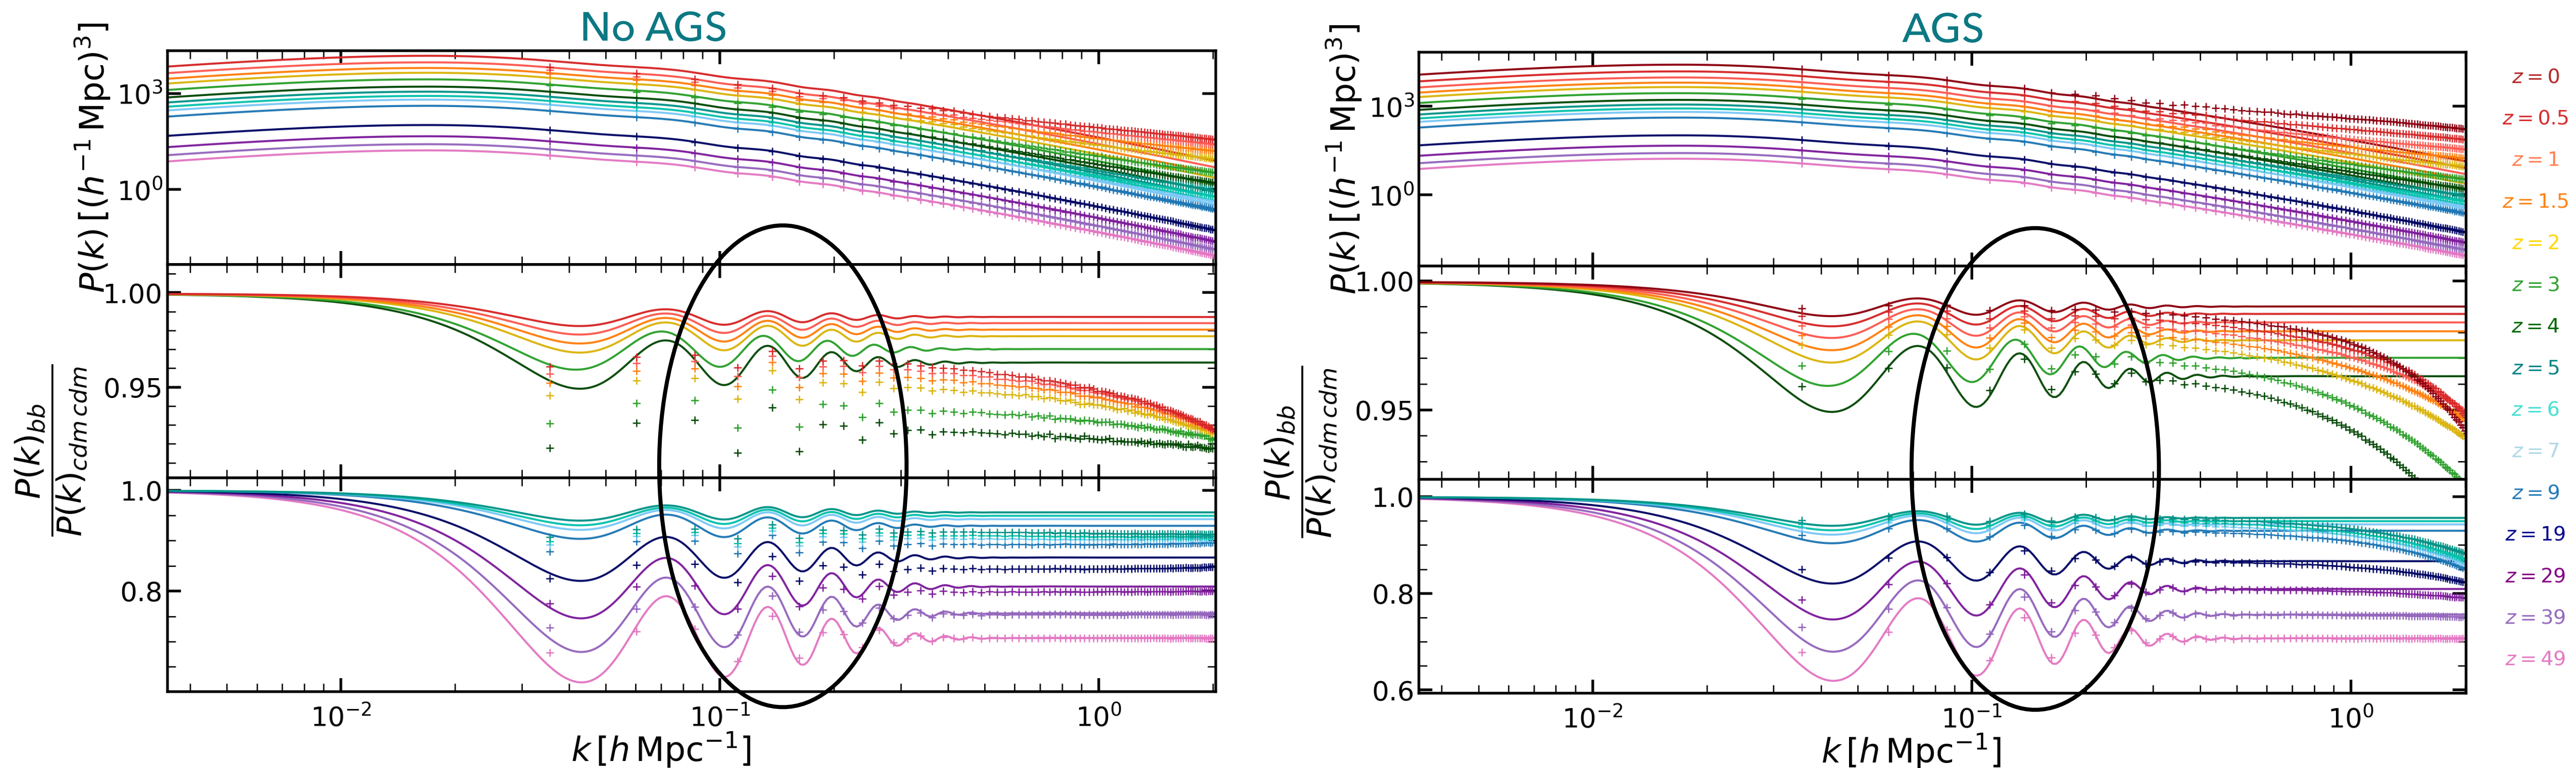 No AGS
P(k) [(h⁻¹ Mpc)³]
10³
10⁰
P(k)bb
P(k)cdm cdm
1.00
0.95
1.0
0.8
10⁻²
10⁻¹
10⁰
k [h Mpc⁻¹]
AGS
P(k) [(h⁻¹ Mpc)³]
10³
10⁰
P(k)bb
P(k)cdm cdm
1.00
0.95
1.0
0.8
0.6
10⁻²
10⁻¹
10⁰
k [h Mpc⁻¹]
z = 0
z = 0.5
z = 1
z = 1.5
z = 2
z = 3
z = 4
z = 5
z = 6
z = 7
z = 9
z = 19
z = 29
z = 39
z = 49